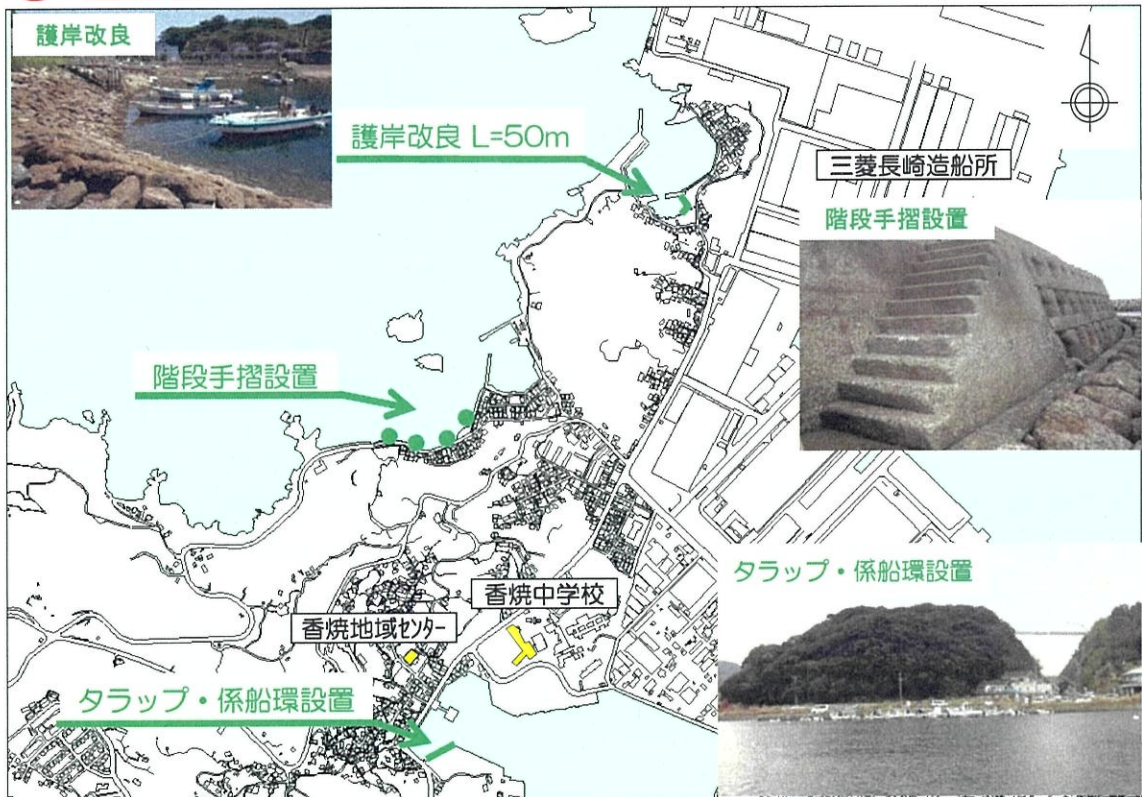 護岸改良
護岸改良 L=50m
三菱長崎造船所
階段手摺設置
階段手摺設置
香焼中学校
香焼地域センター
タラップ・係船環設置
タラップ・係船環設置